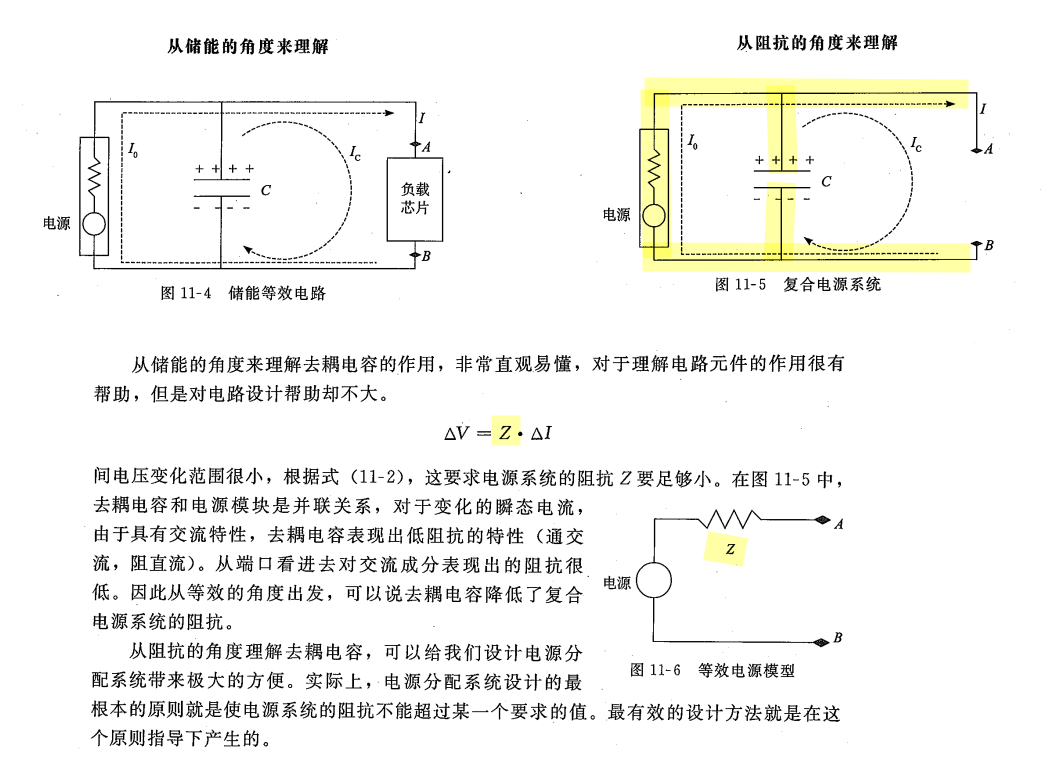 从储能的角度来理解
从阻抗的角度来理解
I
I₀
I_C
A
+ + + +
C
- - - -
负载
芯片
电源
B
图 11-4 储能等效电路
I
I₀
I_C
A
+ + + +
C
- - - -
电源
B
图 11-5 复合电源系统
从储能的角度来理解去耦电容的作用，非常直观易懂，对于理解电路元件的作用很有
帮助，但是对电路设计帮助却不大。
△V = Z • △I
间电压变化范围很小，根据式（11-2），这要求电源系统的阻抗 Z 要足够小。在图 11-5 中，
去耦电容和电源模块是并联关系，对于变化的瞬态电流，
由于具有交流特性，去耦电容表现出低阻抗的特性（通交
流，阻直流）。从端口看进去对交流成分表现出的阻抗很
低。因此从等效的角度出发，可以说去耦电容降低了复合
电源系统的阻抗。
A
Z
电源
B
图 11-6 等效电源模型
从阻抗的角度理解去耦电容，可以给我们设计电源分
配系统带来极大的方便。实际上，电源分配系统设计的最
根本的原则就是使电源系统的阻抗不能超过某一个要求的值。最有效的设计方法就是在这
个原则指导下产生的。